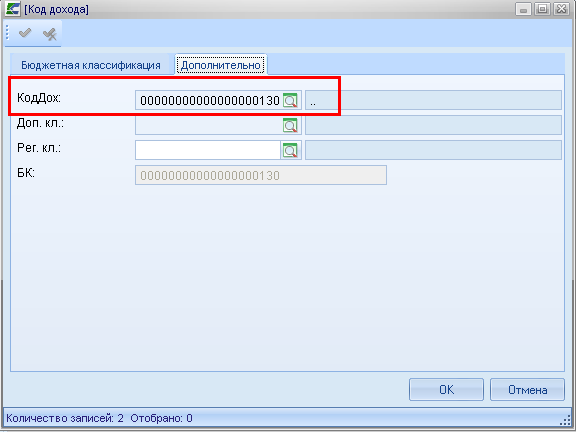 [Код дохода]
Бюджетная классификация Дополнительно
КодДох: 00000000000000000130 ..
Доп. кл.:
Рег. кл.:
БК: 00000000000000000130
OK Отмена
Количество записей: 2 Отобрано: 0